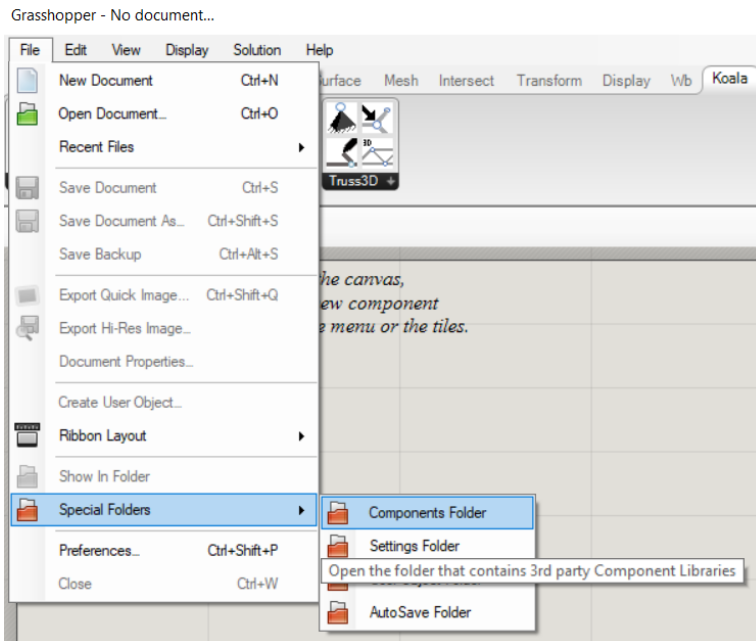 Grasshopper - No document...
File Edit View Display Solution Help
Mesh Intersect Transform Display Wb Koala
New Document Ctrl+N
Open Document... Ctrl+O
Recent Files
Truss3D +
Save Document Ctrl+S
Save Document As... Ctrl+Shift+S
Save Backup Ctrl+Alt+S
the canvas,
Export Quick Image... Ctrl+Shift+Q
component
Export Hi-Res Image...
menu or the tiles.
Document Properties...
Create User Object...
Ribbon Layout
Show In Folder
Special Folders
Components Folder
Preferences... Ctrl+Shift+P
Settings Folder
Open the folder that contains 3rd party Component Libraries
Close Ctrl+W
AutoSave Folder